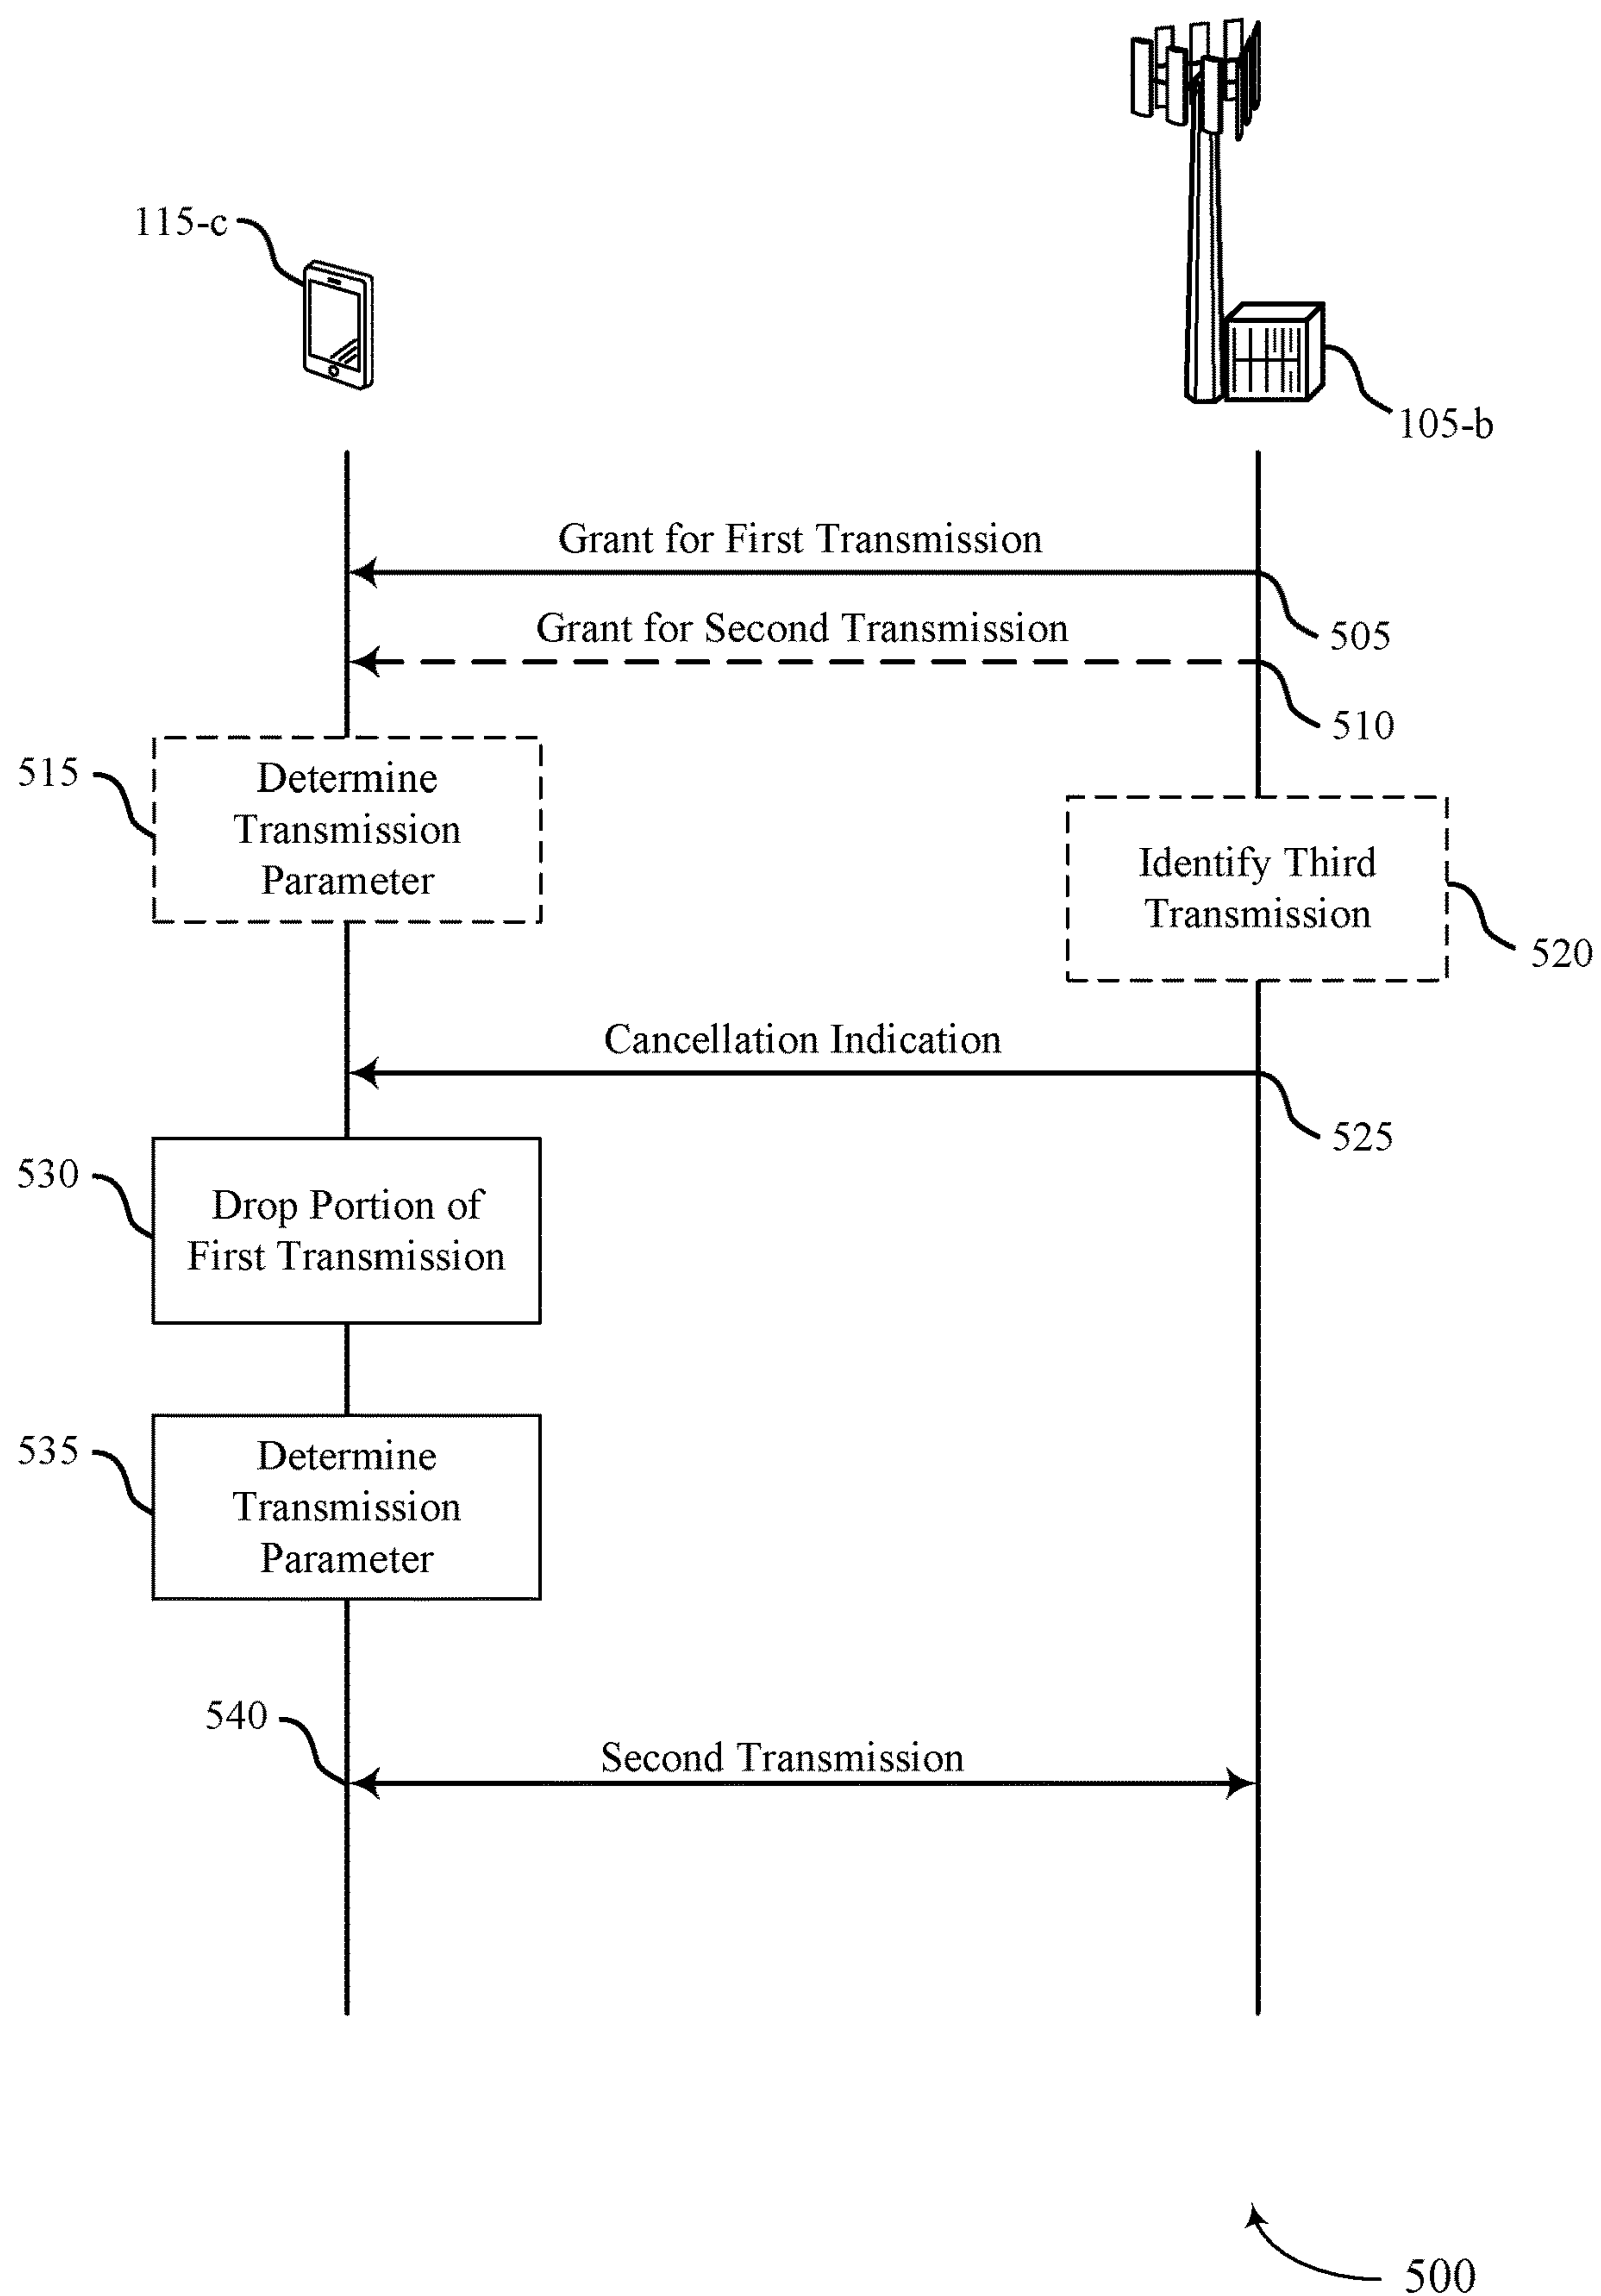 115-c
105-b
Grant for First Transmission
505
Grant for Second Transmission
510
515
Determine
Transmission
Parameter
Identify Third
Transmission
520
Cancellation Indication
525
530
Drop Portion of
First Transmission
535
Determine
Transmission
Parameter
540
Second Transmission
500